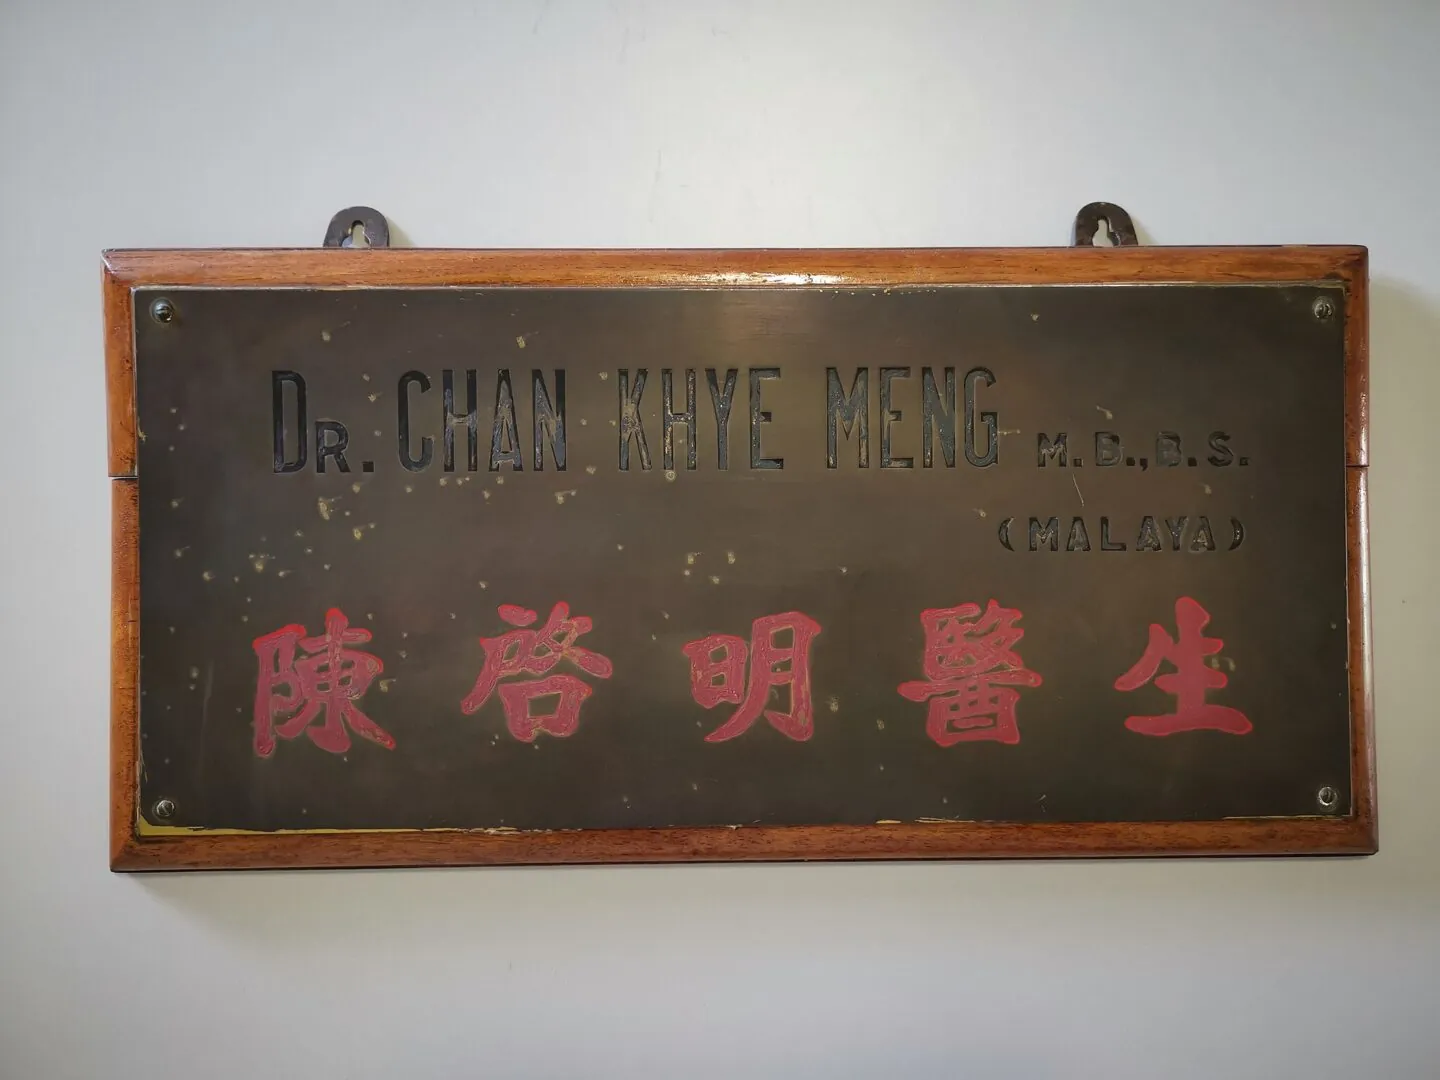 DR. CHAN KHYE MENG M.B.,B.S.
(MALAYA)
陳啓明醫生